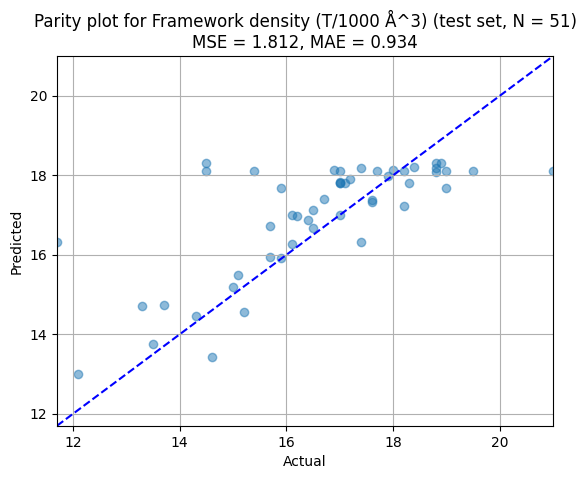 Parity plot for Framework density (T/1000 Å^3) (test set, N = 51)
MSE = 1.812, MAE = 0.934
20
18
16
14
12
Predicted
12 14 16 18 20
Actual